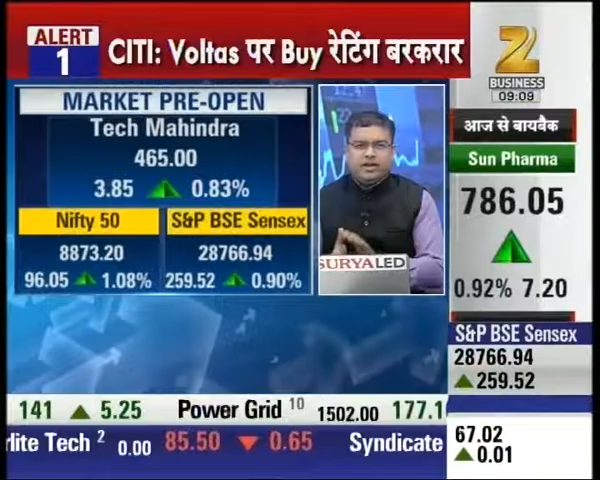 ALERT
1
CITI: Voltas पर Buy रेटिंग बरकरार
Z
BUSINESS
09:09
MARKET PRE-OPEN
Tech Mahindra
465.00
3.85 0.83%
Nifty 50
8873.20
96.05 1.08%
S&P BSE Sensex
28766.94
259.52 0.90%
SURYA LED
आज से बायबैक
Sun Pharma
786.05
0.92% 7.20
S&P BSE Sensex
28766.94
259.52
141 5.25 Power Grid 10 1502.00 177.1
rlite Tech 2 0.00 85.50 0.65 Syndicate
67.02
0.01